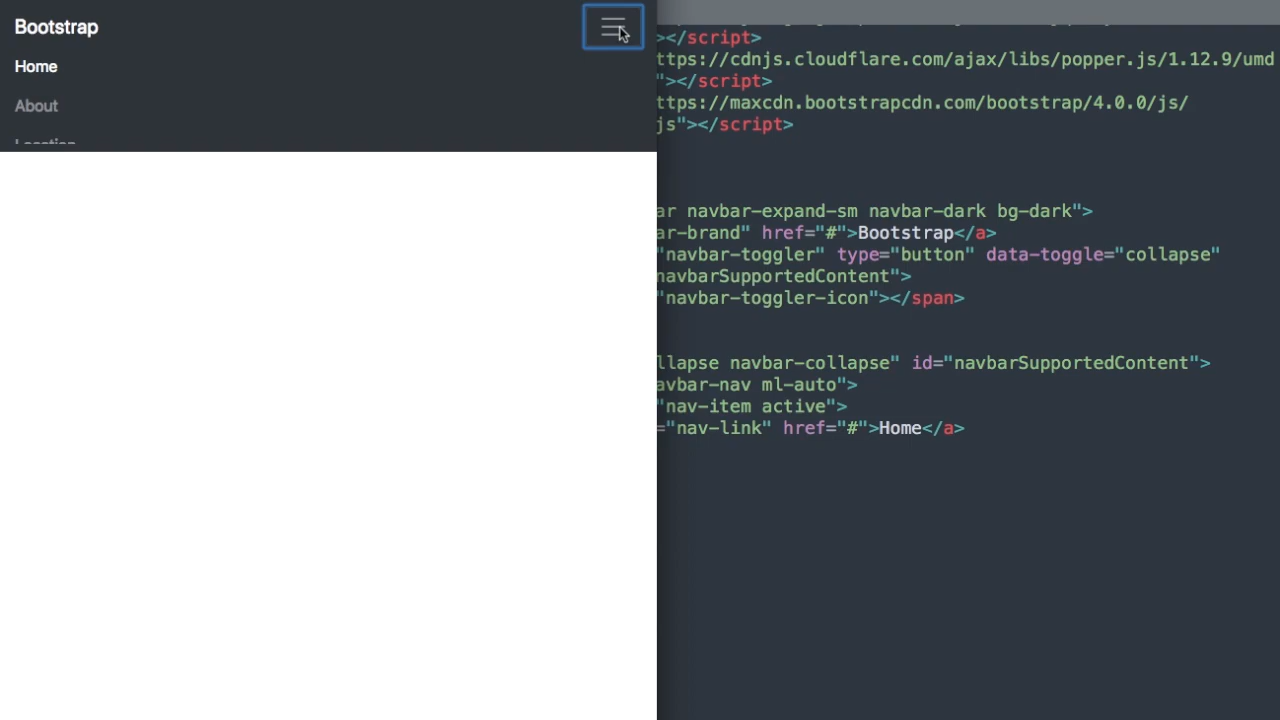 Bootstrap
Home
About
Location
></script>
ttps://cdnjs.cloudflare.com/ajax/libs/popper.js/1.12.9/umd
"></script>
ttps://maxcdn.bootstrapcdn.com/bootstrap/4.0.0/js/
js"></script>
ar navbar-expand-sm navbar-dark bg-dark">
ar-brand" href="#">Bootstrap</a>
"navbar-toggler" type="button" data-toggle="collapse"
navbarSupportedContent">
"navbar-toggler-icon"></span>
llapse navbar-collapse" id="navbarSupportedContent">
avbar-nav ml-auto">
"nav-item active">
="nav-link" href="#">Home</a>